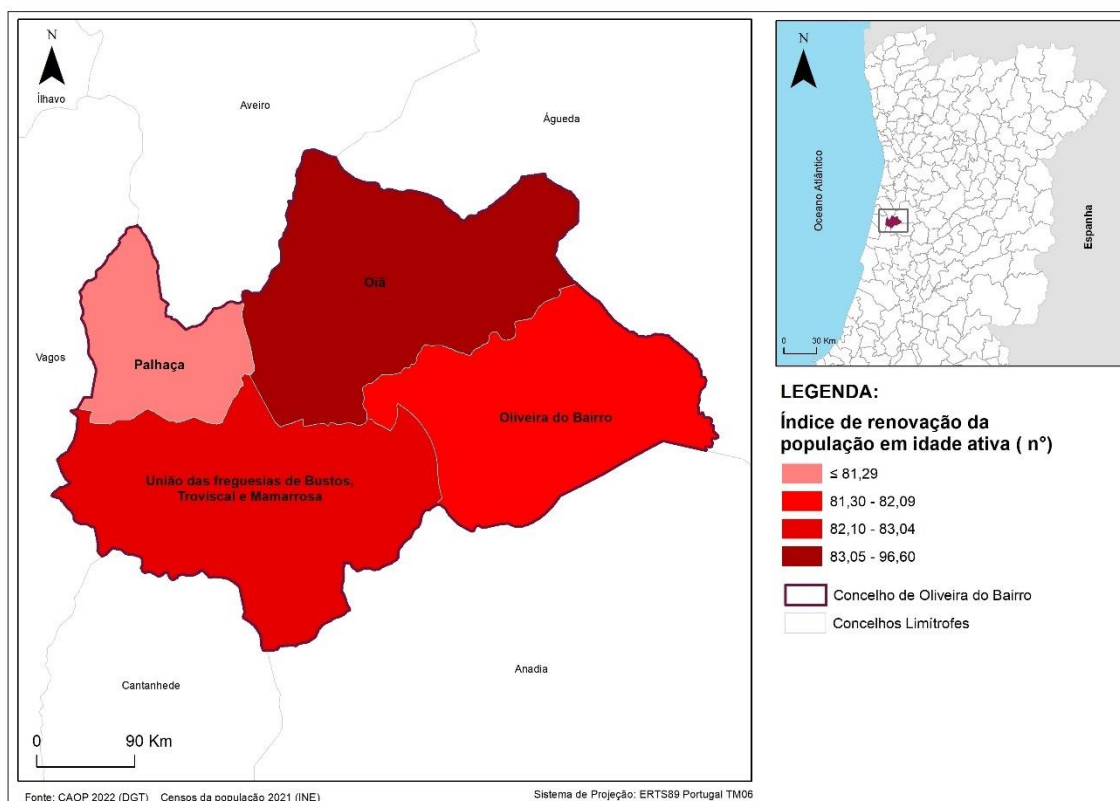 N
Ílhavo
Aveiro
Águeda
Oiã
Palhaça
Vagos
Oliveira do Bairro
União das freguesias de Bustos,
Troviscal e Mamarrosa
Anadia
Cantanhede
0 90 Km
Fonte: CAOP 2022 (DGT) Censos da população 2021 (INE)
Sistema de Projeção: ERTS89 Portugal TM06
N
Oceano Atlântico
Espanha
0 30 Km
LEGENDA:
Índice de renovação da
população em idade ativa ( nº)
≤ 81,29
81,30 - 82,09
82,10 - 83,04
83,05 - 96,60
Concelho de Oliveira do Bairro
Concelhos Limítrofes